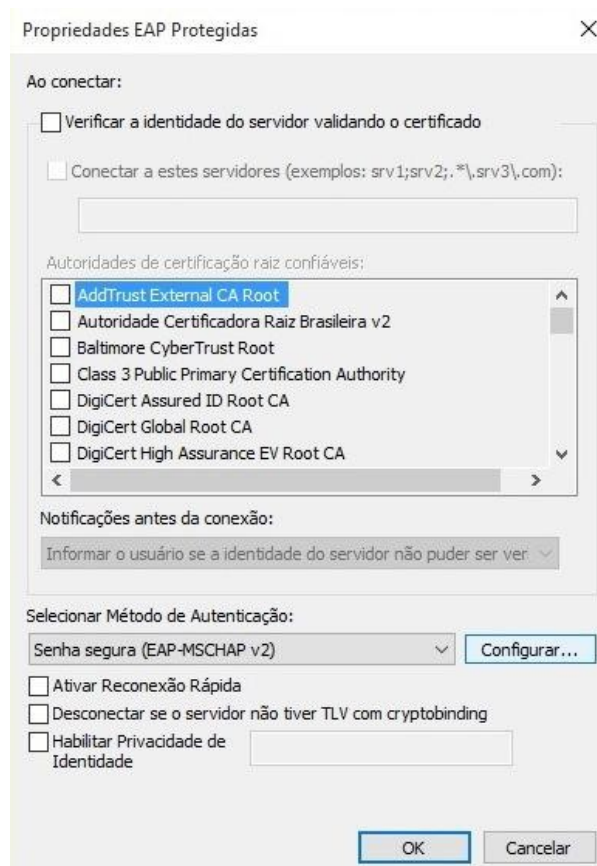 Propriedades EAP Protegidas
Ao conectar:
Verificar a identidade do servidor validando o certificado
Conectar a estes servidores (exemplos: srv1;srv2;.*\.srv3\.com):
Autoridades de certificação raiz confiáveis:
AddTrust External CA Root
Autoridade Certificadora Raiz Brasileira v2
Baltimore CyberTrust Root
Class 3 Public Primary Certification Authority
DigiCert Assured ID Root CA
DigiCert Global Root CA
DigiCert High Assurance EV Root CA
Notificações antes da conexão:
Informar o usuário se a identidade do servidor não puder ser veri
Selecionar Método de Autenticação:
Senha segura (EAP-MSCHAP v2) Configurar...
Ativar Reconexão Rápida
Desconectar se o servidor não tiver TLV com cryptobinding
Habilitar Privacidade de
Identidade
OK Cancelar